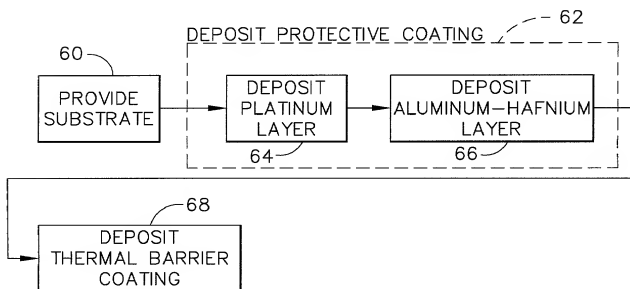 DEPOSIT PROTECTIVE COATING
62
60
PROVIDE
SUBSTRATE
DEPOSIT
PLATINUM
LAYER
64
DEPOSIT
ALUMINUM-HAFNIUM
LAYER
66
68
DEPOSIT
THERMAL BARRIER
COATING